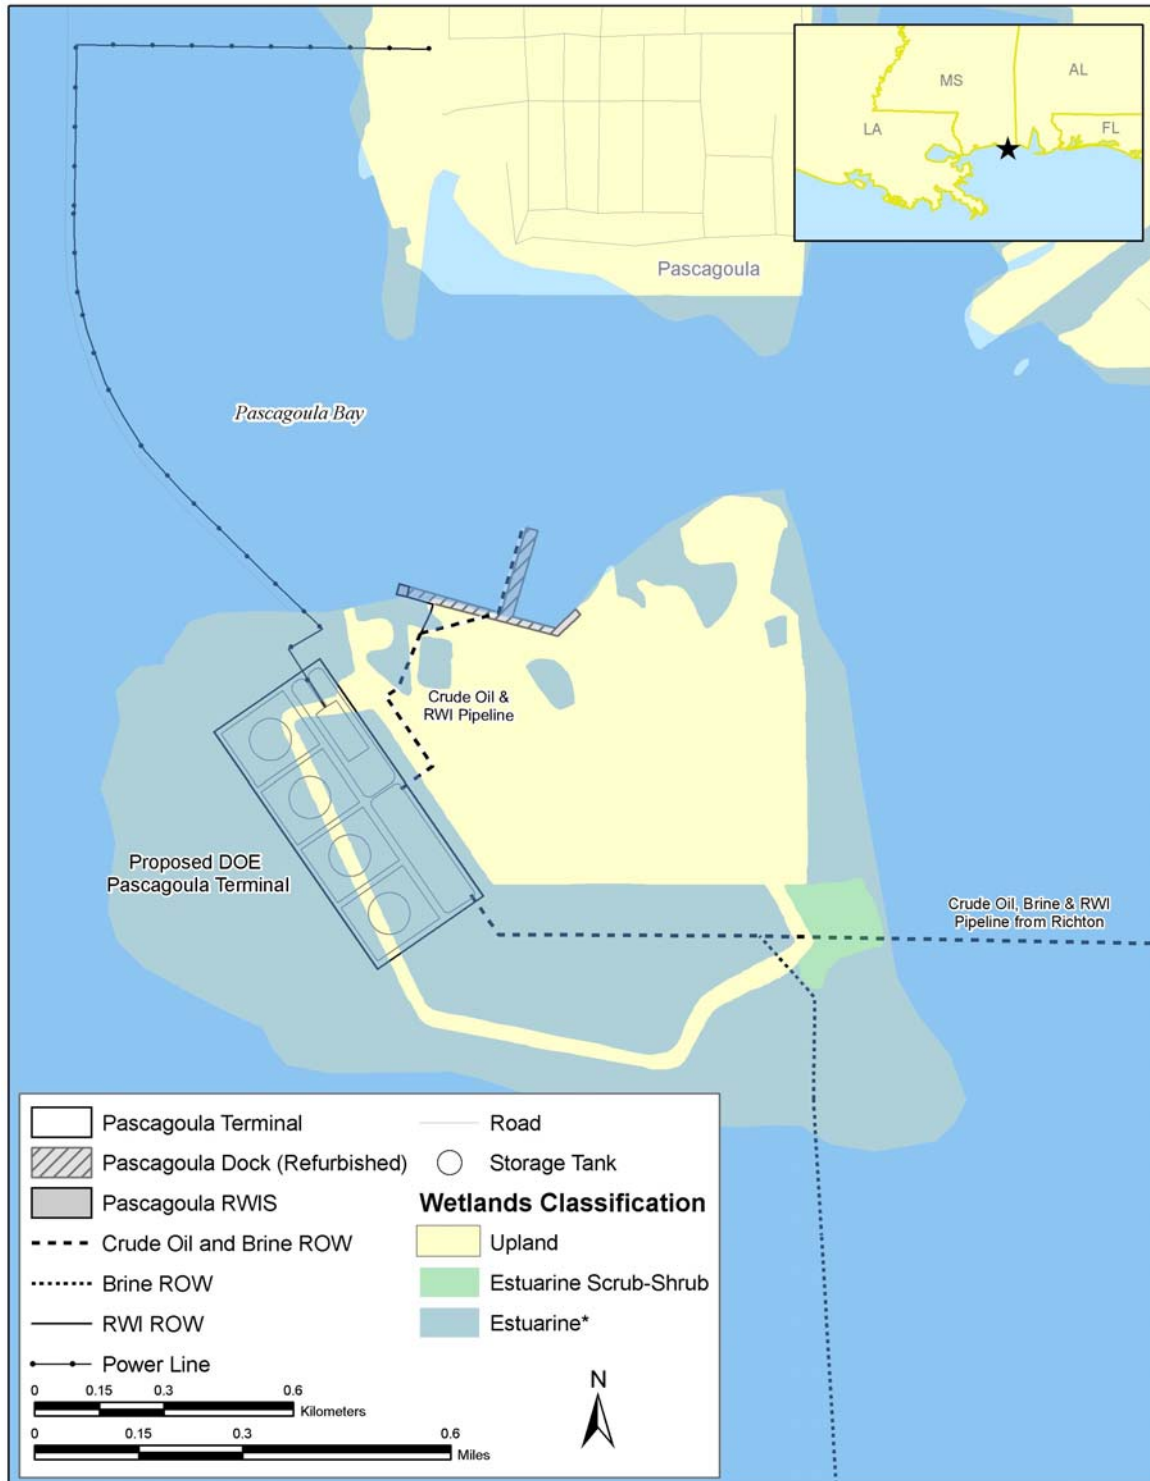 MS
AL
LA
FL
Pascagoula
Pascagoula Bay
Crude Oil &
RWI Pipeline
Proposed DOE
Pascagoula Terminal
Crude Oil, Brine & RWI
Pipeline from Richton
Pascagoula Terminal
Pascagoula Dock (Refurbished)
Pascagoula RWIS
Crude Oil and Brine ROW
Brine ROW
RWI ROW
Power Line
Road
Storage Tank
Wetlands Classification
Upland
Estuarine Scrub-Shrub
Estuarine*
0 0.15 0.3 0.6
Kilometers
0 0.15 0.3 0.6
Miles
N